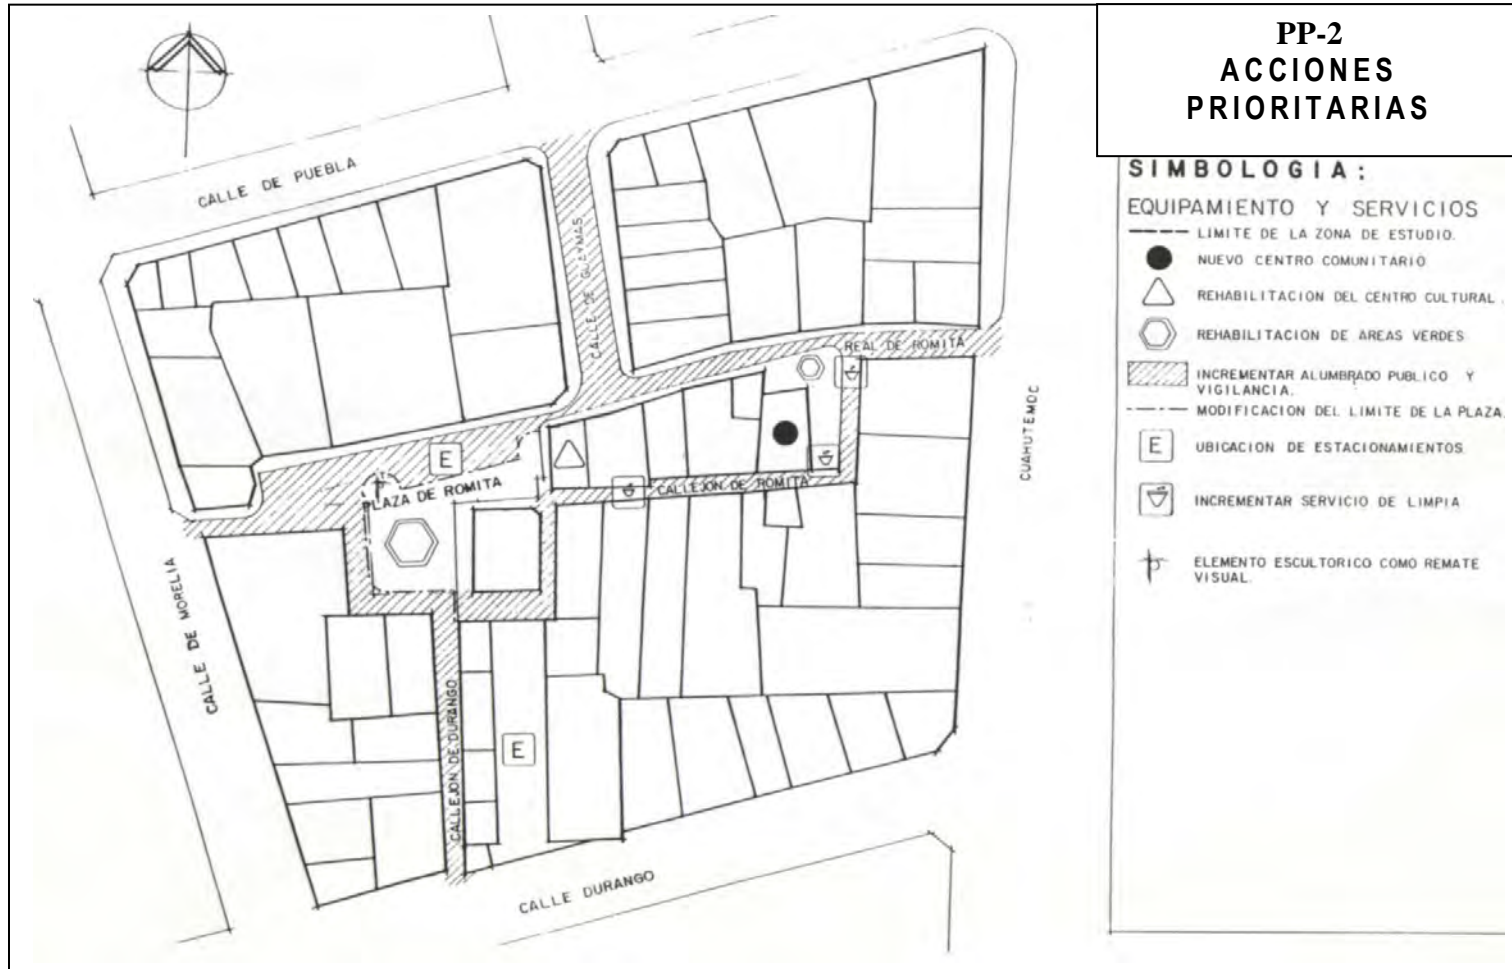 PP-2
ACCIONES
PRIORITARIAS
SIMBOLOGIA:
EQUIPAMIENTO Y SERVICIOS
LIMITE DE LA ZONA DE ESTUDIO.
NUEVO CENTRO COMUNITARIO
REHABILITACION DEL CENTRO CULTURAL.
REHABILITACION DE AREAS VERDES
INCREMENTAR ALUMBRADO PUBLICO Y
VIGILANCIA.
MODIFICACION DEL LIMITE DE LA PLAZA.
E
UBICACION DE ESTACIONAMIENTOS.
INCREMENTAR SERVICIO DE LIMPIA
ELEMENTO ESCULTORICO COMO REMATE
VISUAL.
CALLE DE PUEBLA
CALLE DE GUAYMAS
REAL DE ROMITA
CUAHUTEMOC
E
PLAZA DE ROMITA
CALLEJON DE ROMITA
CALLE DE MORELIA
CALLEJON DE DURANGO
E
CALLE DURANGO